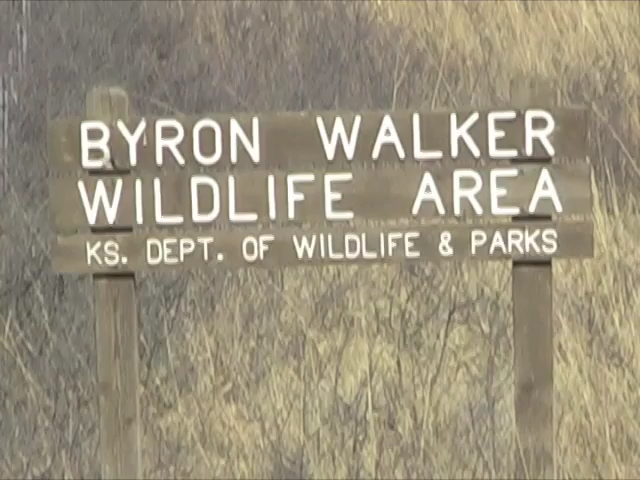 BYRON WALKER
WILDLIFE AREA
KS. DEPT. OF WILDLIFE & PARKS